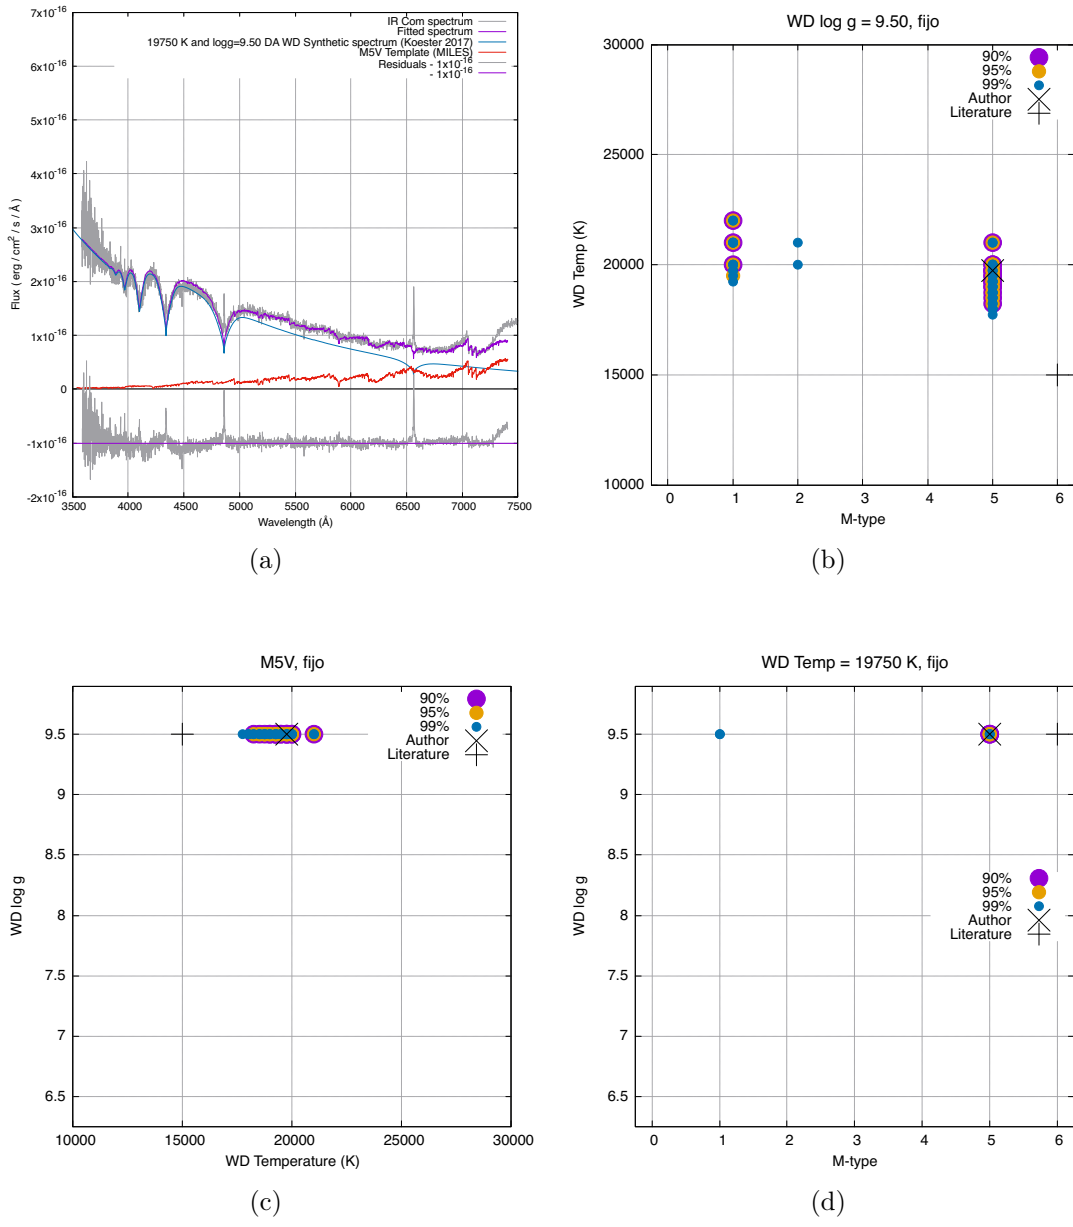 7x10-16
6x10-16
5x10-16
4x10-16
3x10-16
2x10-16
1x10-16
0
-1x10-16
-2x10-16
Flux ( erg / cm2 / s / Å )
IR Com spectrum
Fitted spectrum
19750 K and logg=9.50 DA WD Synthetic spectrum (Koester 2017)
M5V Template (MILES)
Residuals - 1x10-16
- 1x10-16
3500 4000 4500 5000 5500 6000 6500 7000 7500
Wavelength (Å)
(a)
WD log g = 9.50, fijo
30000
25000
20000
15000
10000
WD Temp (K)
90%
95%
99%
Author
Literature
0 1 2 3 4 5 6
M-type
(b)
M5V, fijo
9.5
9
8.5
8
7.5
7
6.5
WD log g
90%
95%
99%
Author
Literature
10000 15000 20000 25000 30000
WD Temperature (K)
(c)
WD Temp = 19750 K, fijo
9.5
9
8.5
8
7.5
7
6.5
WD log g
90%
95%
99%
Author
Literature
0 1 2 3 4 5 6
M-type
(d)